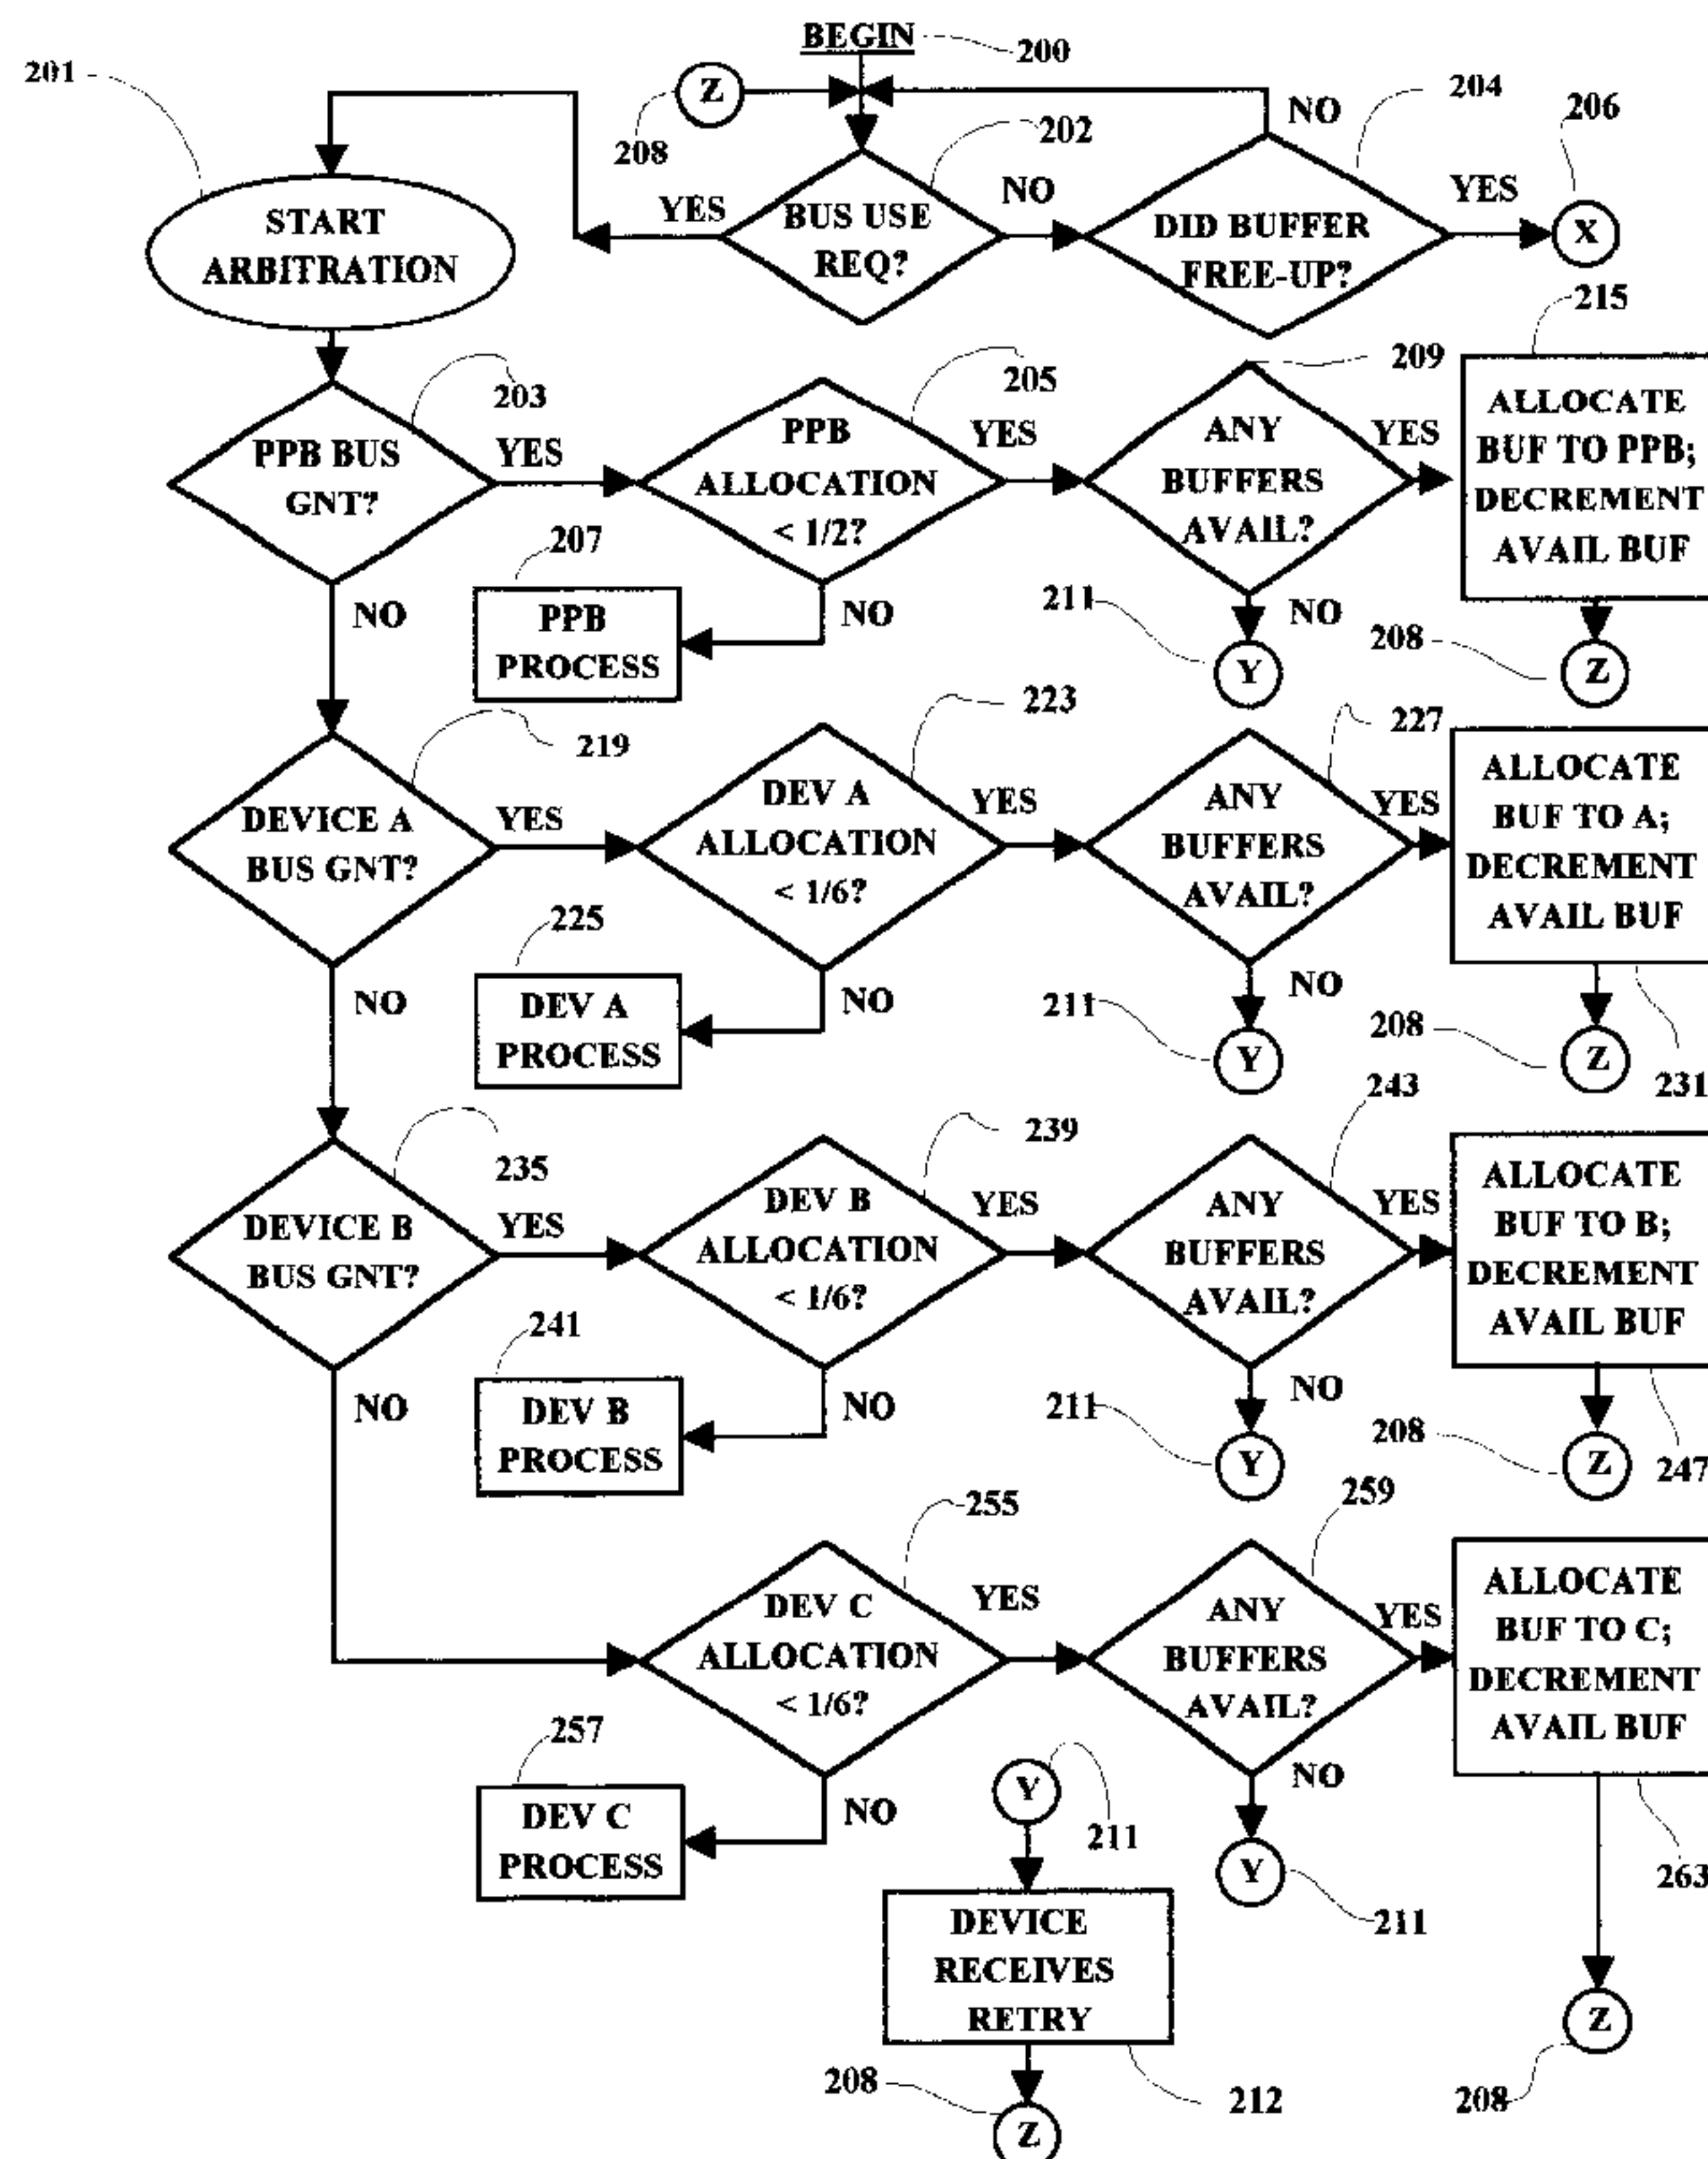 BEGIN
200
201
Z
208
202
NO
204
206
START
ARBITRATION
YES
BUS USE
REQ?
NO
DID BUFFER
FREE-UP?
YES
X
203
PPB BUS
GNT?
YES
205
PPB
ALLOCATION
< 1/2?
YES
209
ANY
BUFFERS
AVAIL?
YES
215
ALLOCATE
BUF TO PPB;
DECREMENT
AVAIL BUF
NO
207
PPB
PROCESS
NO
211
Y
NO
208
Z
219
DEVICE A
BUS GNT?
YES
223
DEV A
ALLOCATION
< 1/6?
YES
227
ANY
BUFFERS
AVAIL?
YES
ALLOCATE
BUF TO A;
DECREMENT
AVAIL BUF
NO
225
DEV A
PROCESS
NO
211
Y
NO
208
Z
231
235
DEVICE B
BUS GNT?
YES
239
DEV B
ALLOCATION
< 1/6?
YES
243
ANY
BUFFERS
AVAIL?
YES
ALLOCATE
BUF TO B;
DECREMENT
AVAIL BUF
NO
241
DEV B
PROCESS
NO
211
Y
NO
208
Z
247
255
DEV C
ALLOCATION
< 1/6?
YES
259
ANY
BUFFERS
AVAIL?
YES
ALLOCATE
BUF TO C;
DECREMENT
AVAIL BUF
257
DEV C
PROCESS
NO
Y
211
NO
Y
211
263
DEVICE
RECEIVES
RETRY
208
Z
212
208
Z